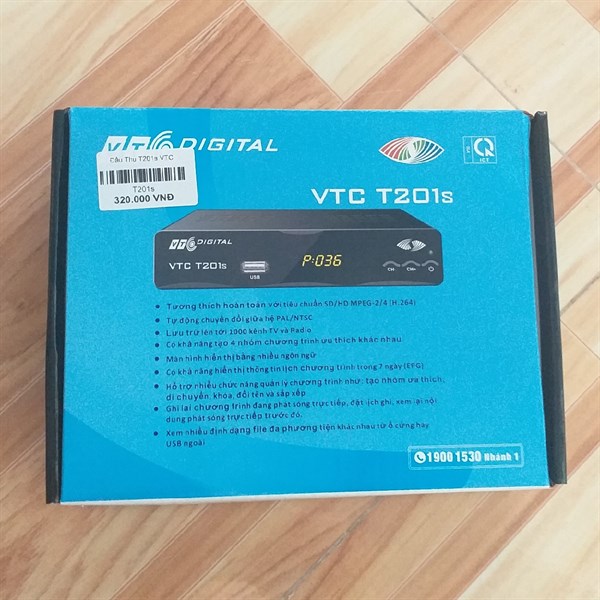 VTC DIGITAL
Đầu Thu T201s VTC
T201s
320.000 VNĐ
ICT
VTC T201s
VTC DIGITAL
VTC T201s
USB
P:036
CH-
CH+
Tương thích hoàn toàn với tiêu chuẩn SD/HD MPEG-2/4 (H.264)
Tự động chuyển đổi giữa hệ PAL/NTSC
Lưu trữ lên tới 1000 kênh TV và Radio
Có khả năng tạo 4 nhóm chương trình ưa thích khác nhau
Màn hình hiển thị bằng nhiều ngôn ngữ
Có khả năng hiển thị thông tin lịch chương trình trong 7 ngày (EPG)
Hỗ trợ nhiều chức năng quản lý chương trình như: tạo nhóm ưa thích,
di chuyển, khóa, đổi tên và sắp xếp
Ghi lại chương trình đang phát sóng trực tiếp, đặt lịch ghi, xem lại nội
dung phát sóng trực tiếp trước đó.
Xem nhiều định dạng file đa phương tiện khác nhau từ ổ cứng hay
USB ngoài
1900 1530 Nhánh 1